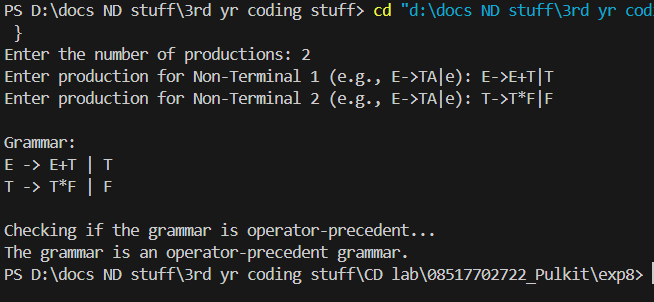 PS D:\docs ND stuff\3rd yr coding stuff> cd "d:\docs ND stuff\3rd yr codi
}
Enter the number of productions: 2
Enter production for Non-Terminal 1 (e.g., E->TA|e): E->E+T|T
Enter production for Non-Terminal 2 (e.g., E->TA|e): T->T*F|F
Grammar:
E -> E+T | T
T -> T*F | F
Checking if the grammar is operator-precedent...
The grammar is an operator-precedent grammar.
PS D:\docs ND stuff\3rd yr coding stuff\CD lab\08517702722_Pulkit\exp8>